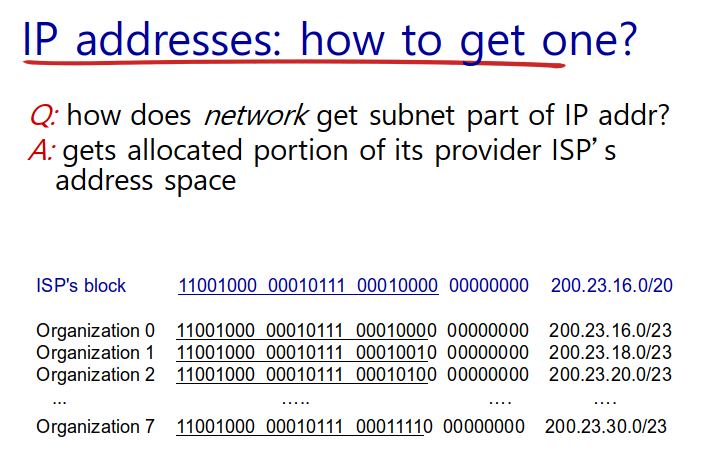 IP addresses: how to get one?
Q: how does network get subnet part of IP addr?
A: gets allocated portion of its provider ISP’s
address space
ISP's block 11001000 00010111 00010000 00000000 200.23.16.0/20
Organization 0 11001000 00010111 00010000 00000000 200.23.16.0/23
Organization 1 11001000 00010111 00010010 00000000 200.23.18.0/23
Organization 2 11001000 00010111 00010100 00000000 200.23.20.0/23
... ..... .... ....
Organization 7 11001000 00010111 00011110 00000000 200.23.30.0/23